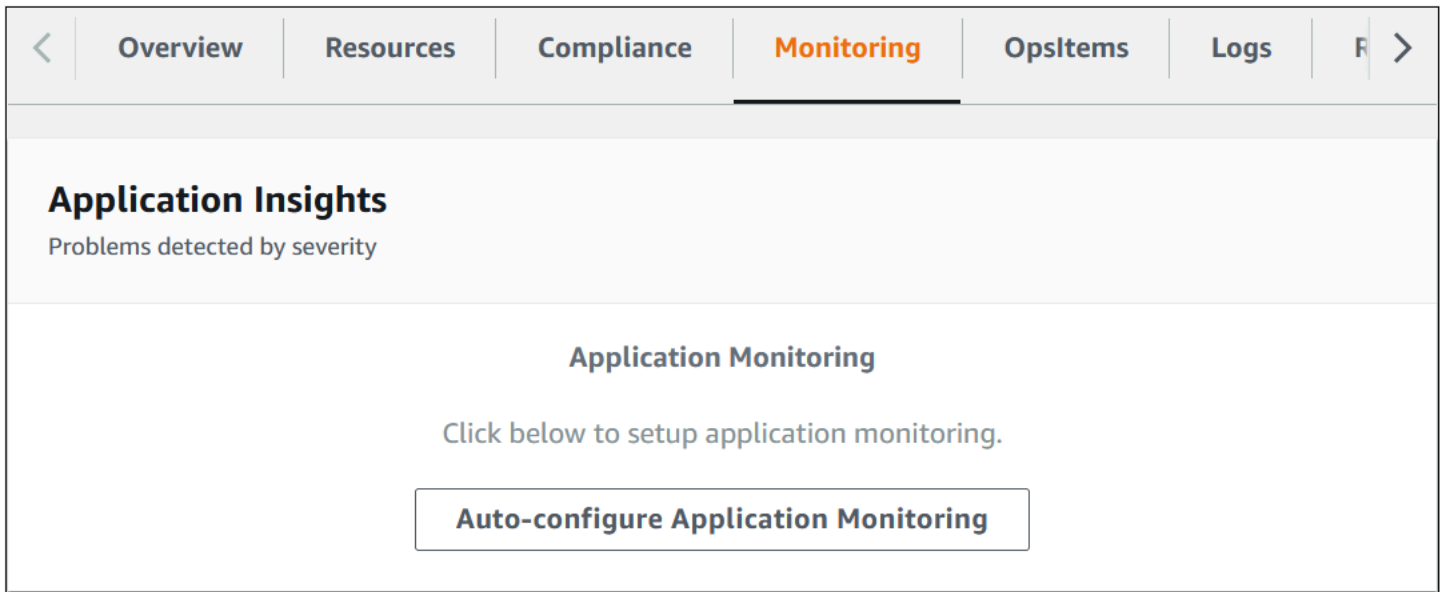 Overview Resources Compliance Monitoring OpsItems Logs
Application Insights
Problems detected by severity
Application Monitoring
Click below to setup application monitoring.
Auto-configure Application Monitoring